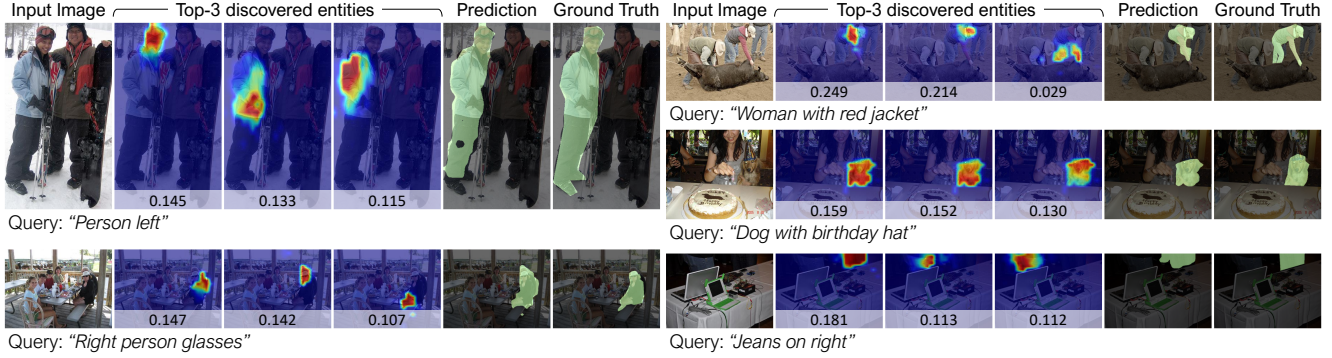 Input Image Top-3 discovered entities Prediction Ground Truth
0.145 0.133 0.115
Query: “Person left”
0.147 0.142 0.107
Query: “Right person glasses”
Input Image Top-3 discovered entities Prediction Ground Truth
0.249 0.214 0.029
Query: “Woman with red jacket”
0.159 0.152 0.130
Query: “Dog with birthday hat”
0.181 0.113 0.112
Query: “Jeans on right”